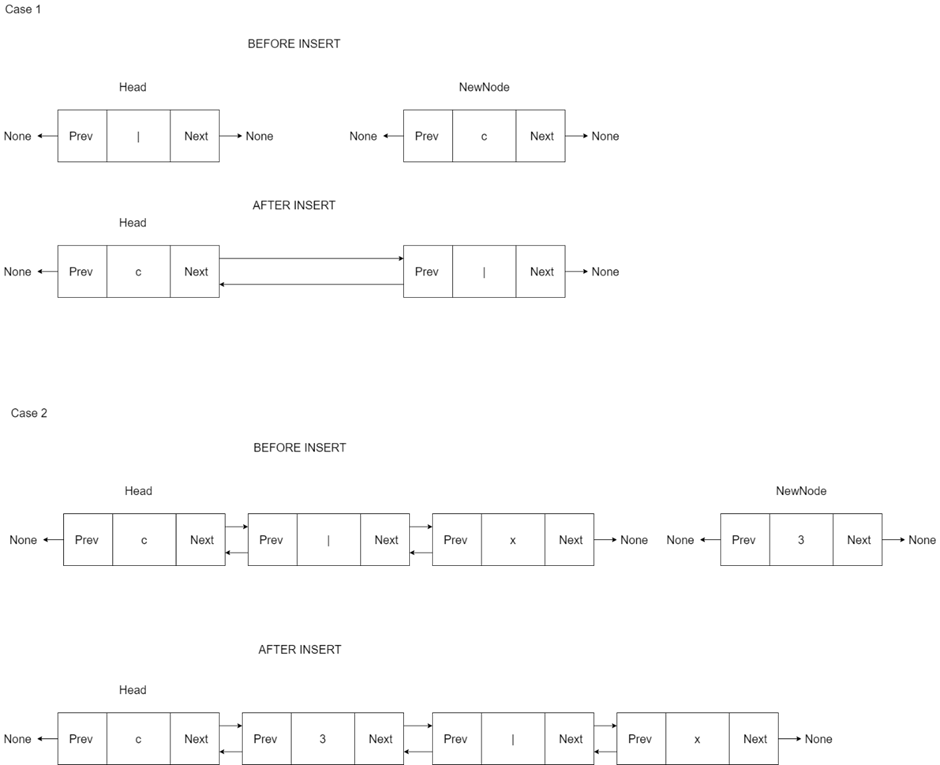 Case 1
BEFORE INSERT
Head NewNode
None Prev | Next None None Prev c Next None
AFTER INSERT
Head
None Prev c Next Prev | Next None
Case 2
BEFORE INSERT
Head NewNode
None Prev c Next Prev | Next Prev x Next None None Prev 3 Next None
AFTER INSERT
Head
None Prev c Next Prev 3 Next Prev | Next Prev x Next None